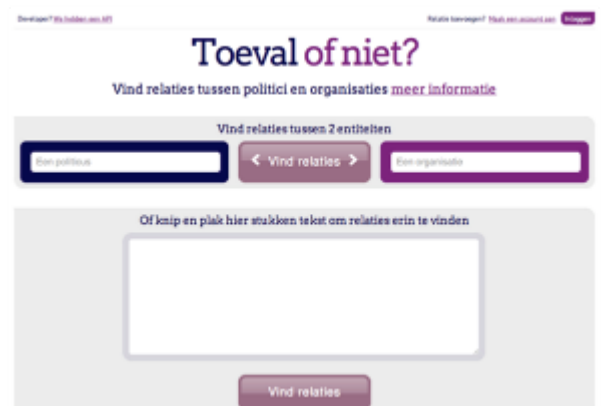 Developer? We hebben een API
Relatie toevoegen? Maak een account aan Inloggen
Toeval of niet?
Vind relaties tussen politici en organisaties meer informatie
Vind relaties tussen 2 entiteiten
Een politicus
Vind relaties
Een organisatie
Of knip en plak hier stukken tekst om relaties erin te vinden
Vind relaties